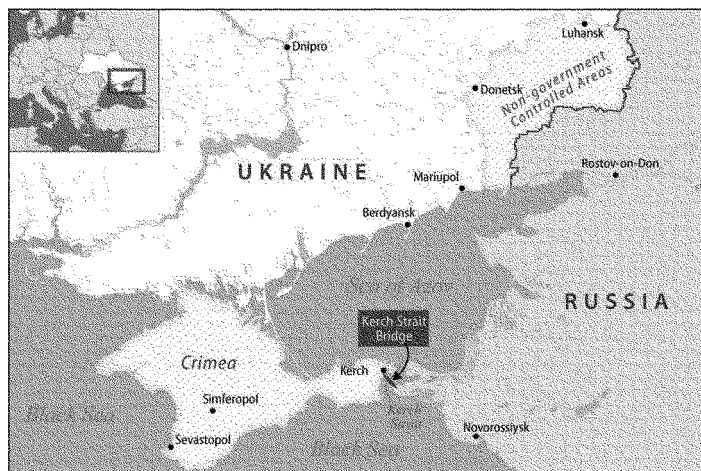 Luhansk
Dnipro
Donetsk
Non-government
Controlled Areas
UKRAINE
Rostov-on-Don
Mariupol
Berdyansk
Sea of Azov
RUSSIA
Kerch Strait
Bridge
Crimea
Kerch
Kerch
Strait
Simferopol
Black Sea
Novorossiysk
Sevastopol
Black Sea